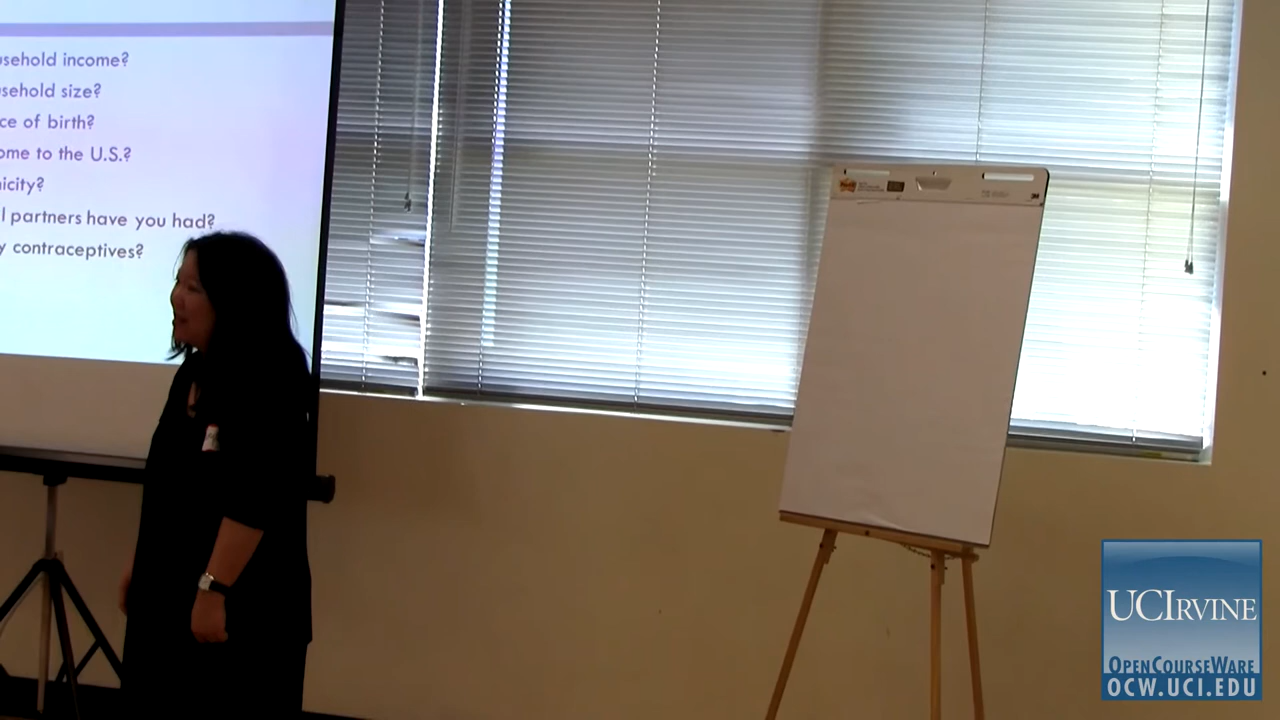 usehold income?
usehold size?
ce of birth?
ome to the U.S.?
nicity?
l partners have you had?
y contraceptives?
UCIRVINE
OPENCOURSEWARE
OCW.UCI.EDU